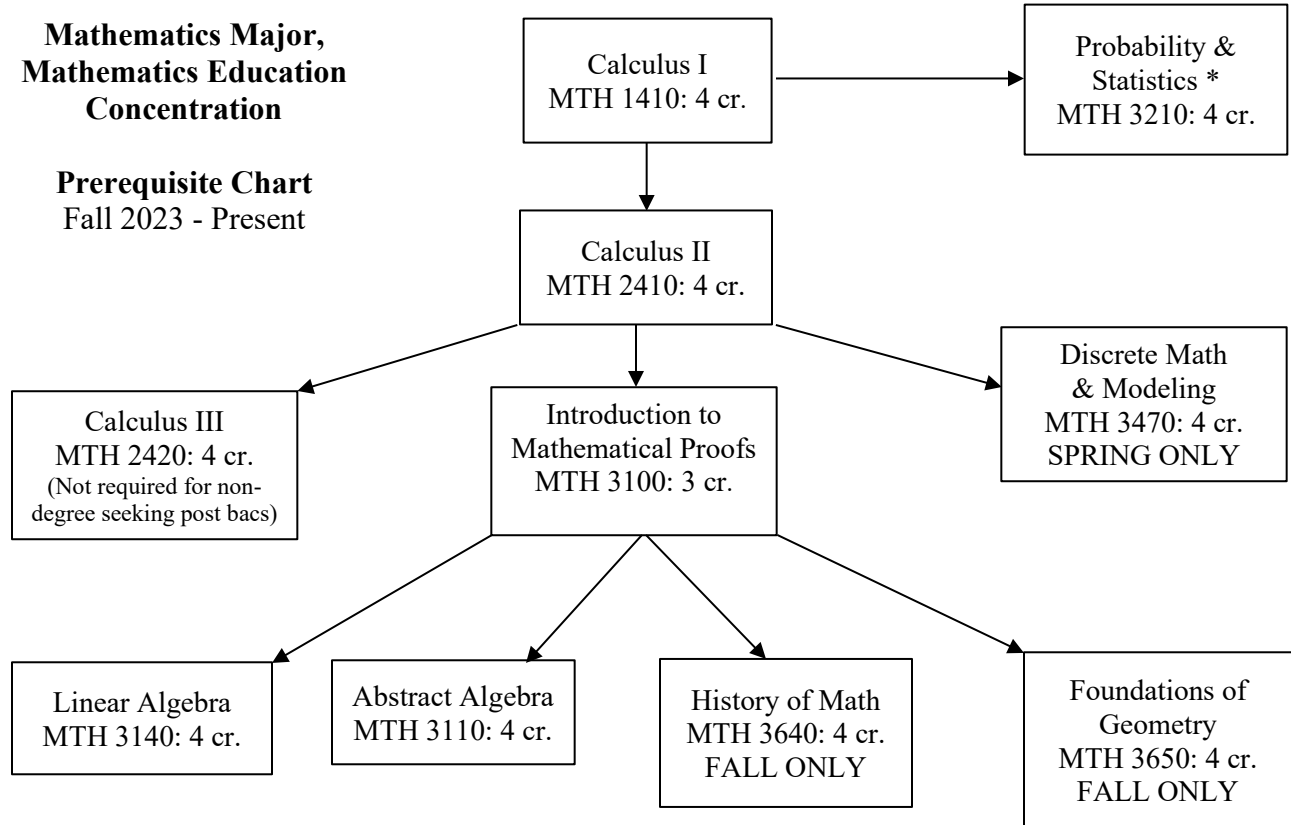 Mathematics Major,
Mathematics Education
Concentration
Prerequisite Chart
Fall 2023 - Present
Calculus I
MTH 1410: 4 cr.
Probability &
Statistics *
MTH 3210: 4 cr.
Calculus II
MTH 2410: 4 cr.
Calculus III
MTH 2420: 4 cr.
(Not required for non-
degree seeking post bacs)
Introduction to
Mathematical Proofs
MTH 3100: 3 cr.
Discrete Math
& Modeling
MTH 3470: 4 cr.
SPRING ONLY
Linear Algebra
MTH 3140: 4 cr.
Abstract Algebra
MTH 3110: 4 cr.
History of Math
MTH 3640: 4 cr.
FALL ONLY
Foundations of
Geometry
MTH 3650: 4 cr.
FALL ONLY